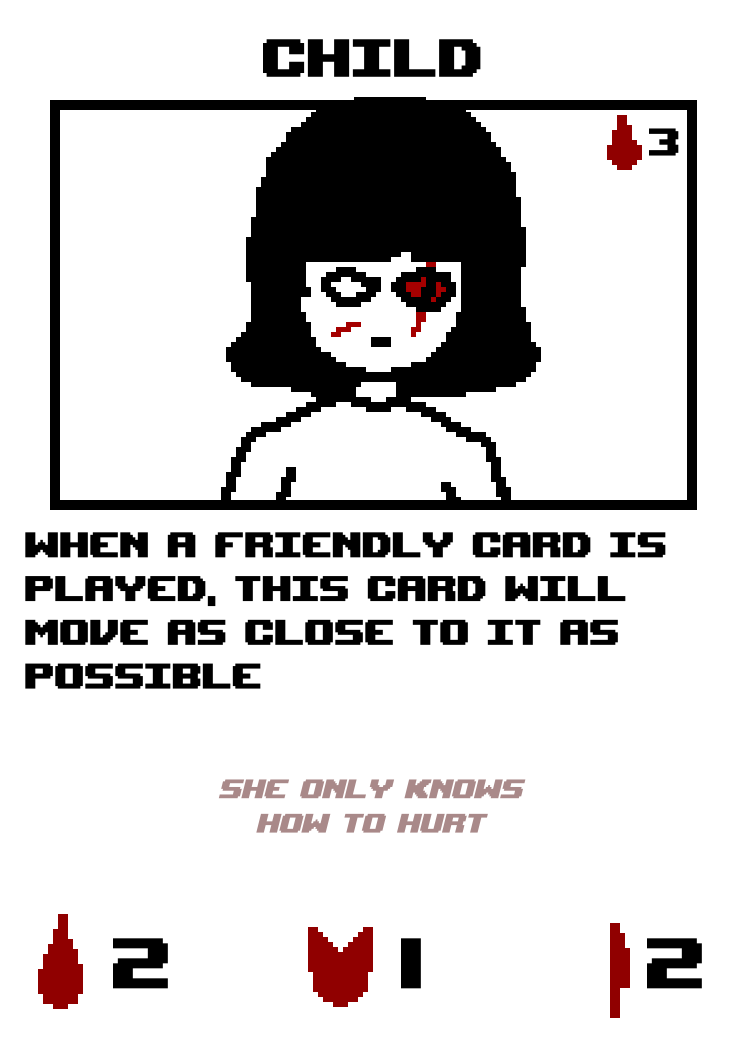 CHILD
3
WHEN A FRIENDLY CARD IS
PLAYED, THIS CARD WILL
MOVE AS CLOSE TO IT AS
POSSIBLE
SHE ONLY KNOWS
HOW TO HURT
2 1 2